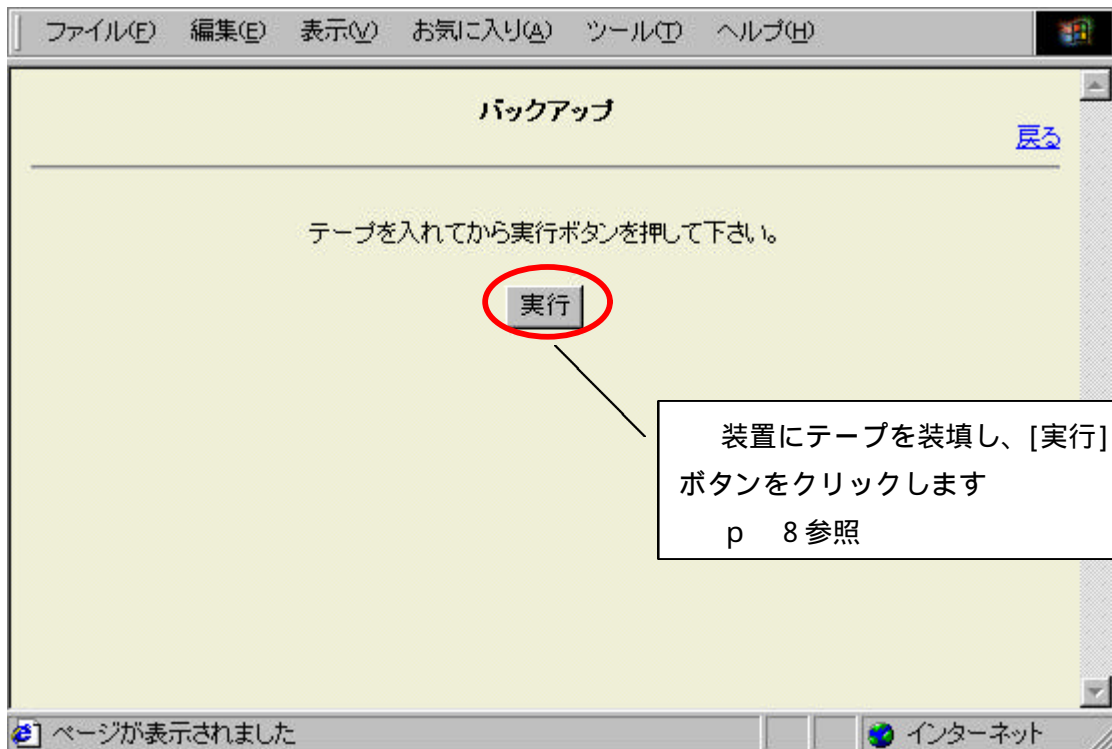 ファイル(F) 編集(E) 表示(V) お気に入り(A) ツール(T) ヘルプ(H)
バックアップ
戻る
テープを入れてから実行ボタンを押して下さい。
実行
装置にテープを装填し、[実行]
ボタンをクリックします
p 8参照
ページが表示されました
インターネット